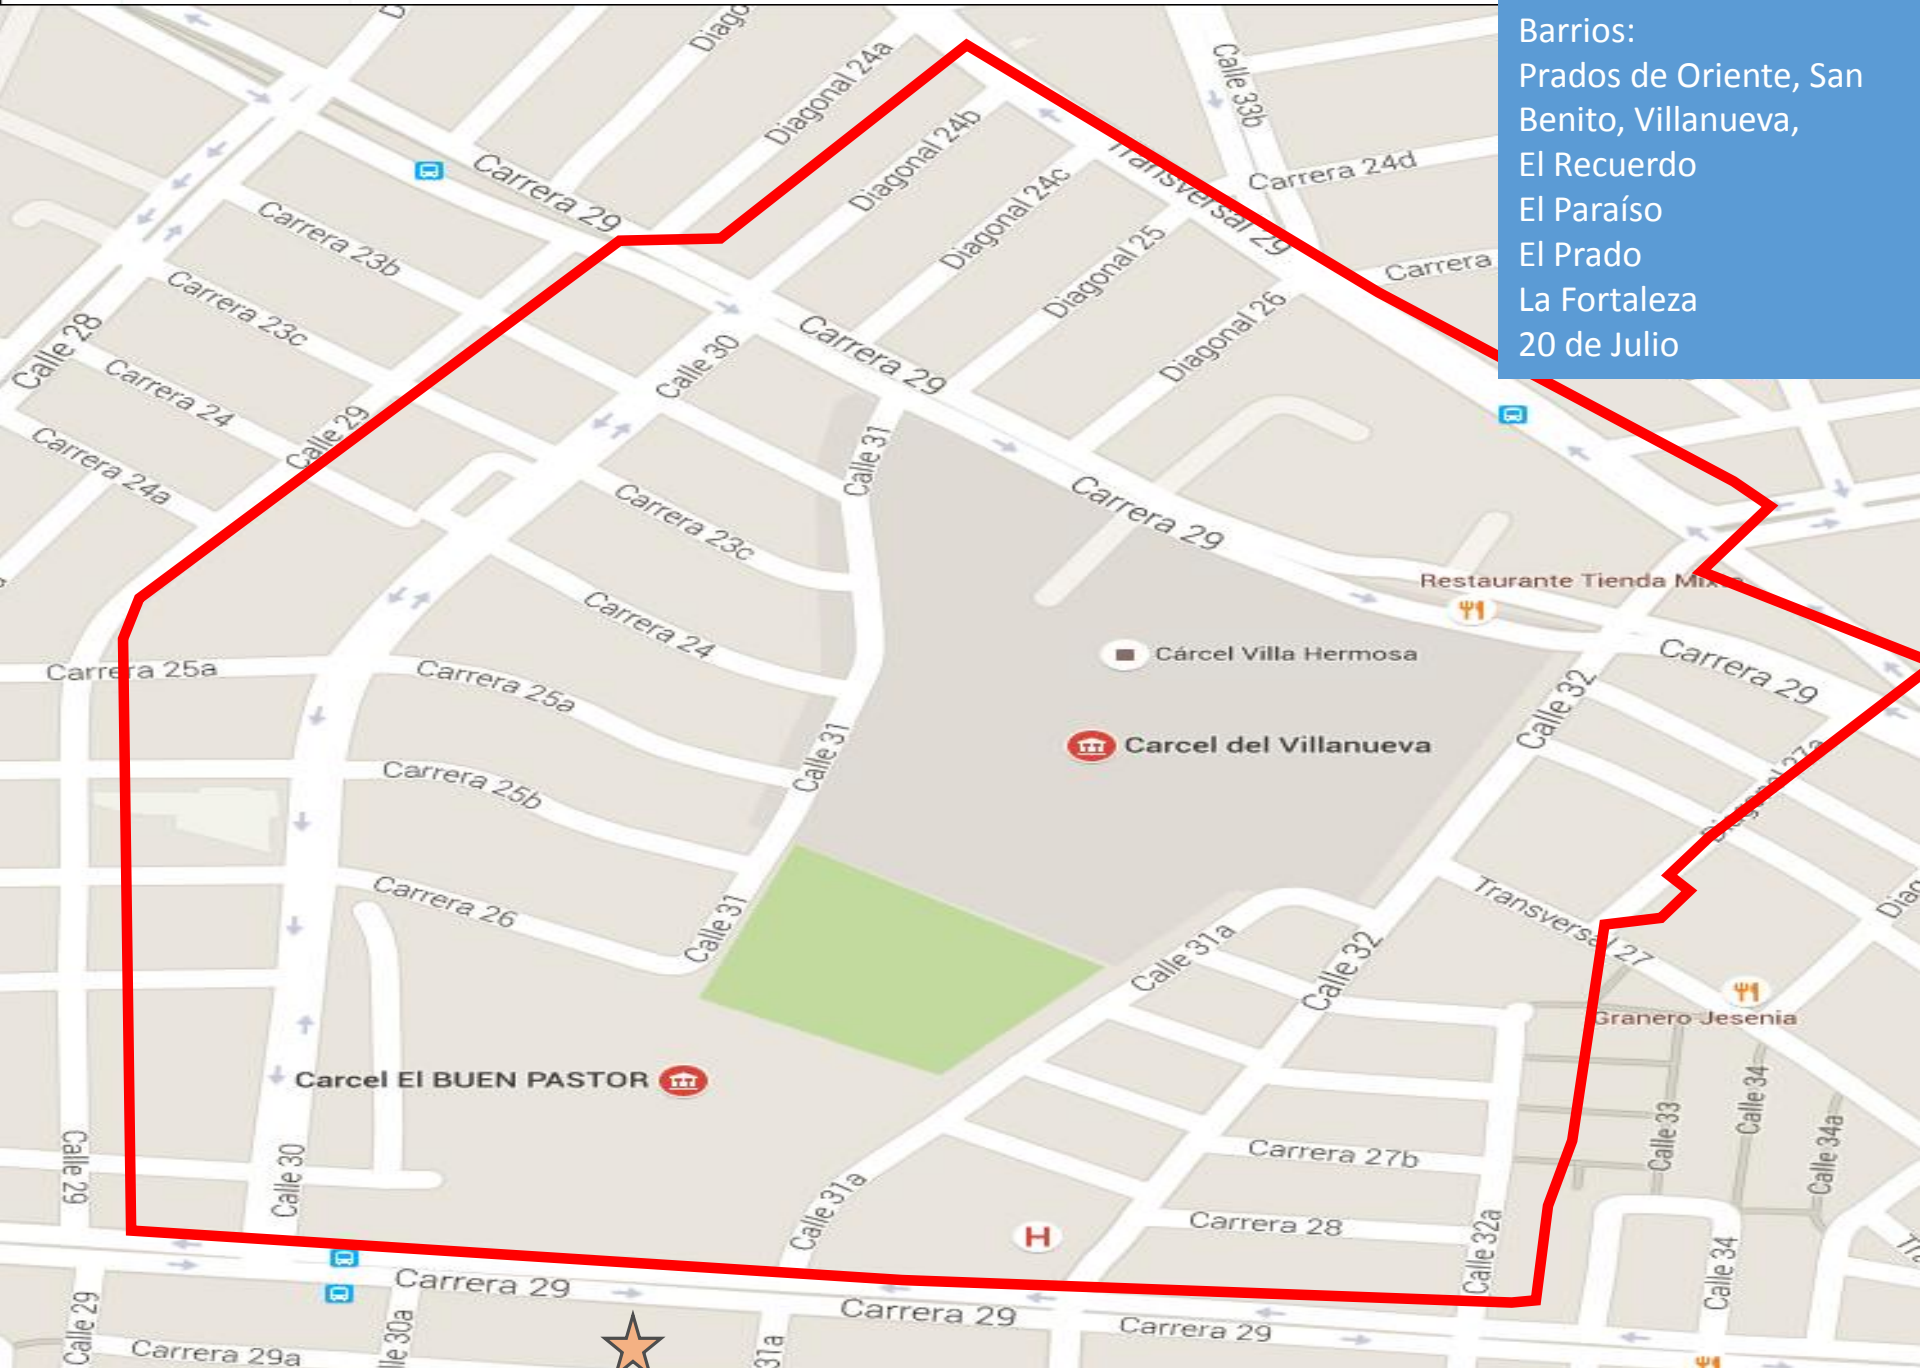 Barrios:
Prados de Oriente, San
Benito, Villanueva,
El Recuerdo
El Paraíso
El Prado
La Fortaleza
20 de Julio
Diagonal 24a
Calle 33b
Diagonal 24b
Carrera 29
Transversal 29
Carrera 24d
Diagonal 24c
Carrera 23b
Diagonal 25
Carrera
Carrera 23c
Diagonal 26
Calle 28
Calle 30
Carrera 29
Carrera 24
Calle 29
Calle 31
Carrera 24a
Carrera 23c
Carrera 29
Restaurante Tienda
Carrera 24
Cárcel Villa Hermosa
Carrera 25a
Carrera 25a
Carrera 29
Calle 32
Carcel del Villanueva
Calle 31
Carrera 25b
Diagonal 27a
Carrera 26
Calle 31
Transversal 27
Calle 31a
Calle 32
Granero Jesenia
Carcel El BUEN PASTOR
Calle 34
Calle 33
Calle 34a
Carrera 27b
Calle 29
Calle 30
Calle 31a
Carrera 28
H
Calle 32a
Calle 34
Carrera 29
Carrera 29
Carrera 29
Calle 29
Carrera 29a
31a